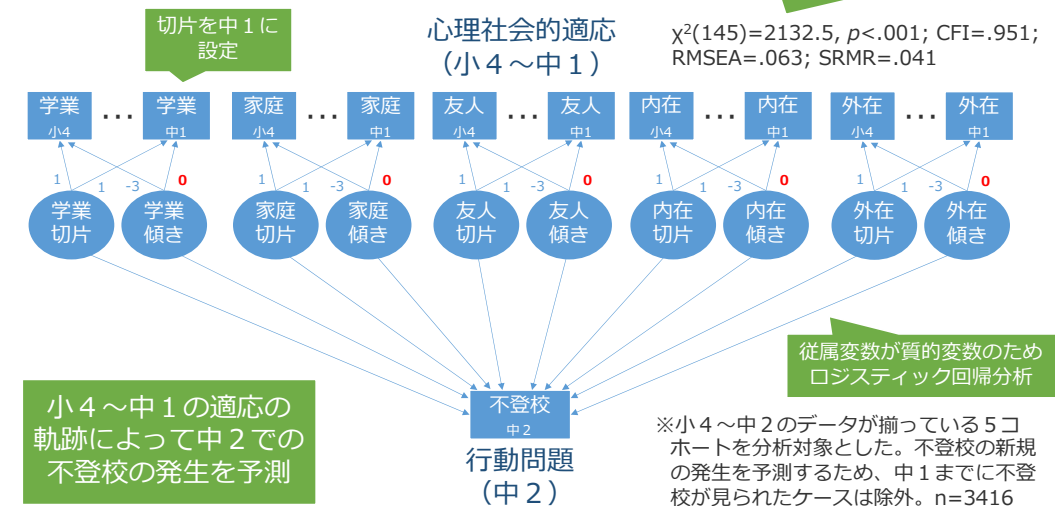 切片を中１に
設定
心理社会的適応
（小４～中１）
χ²(145)=2132.5, p<.001; CFI=.951;
RMSEA=.063; SRMR=.041
学業
小4
…
学業
中1
家庭
小4
…
家庭
中1
友人
小4
…
友人
中1
内在
小4
…
内在
中1
外在
小4
…
外在
中1
1 1 -3 0
1 1 -3 0
1 1 -3 0
1 1 -3 0
1 1 -3 0
学業
切片
学業
傾き
家庭
切片
家庭
傾き
友人
切片
友人
傾き
内在
切片
内在
傾き
外在
切片
外在
傾き
従属変数が質的変数のため
ロジスティック回帰分析
小４～中１の適応の
軌跡によって中２での
不登校の発生を予測
不登校
中２
行動問題
（中２）
※小４～中２のデータが揃っている５コ
ホートを分析対象とした。不登校の新規
の発生を予測するため、中１までに不登
校が見られたケースは除外。n=3416